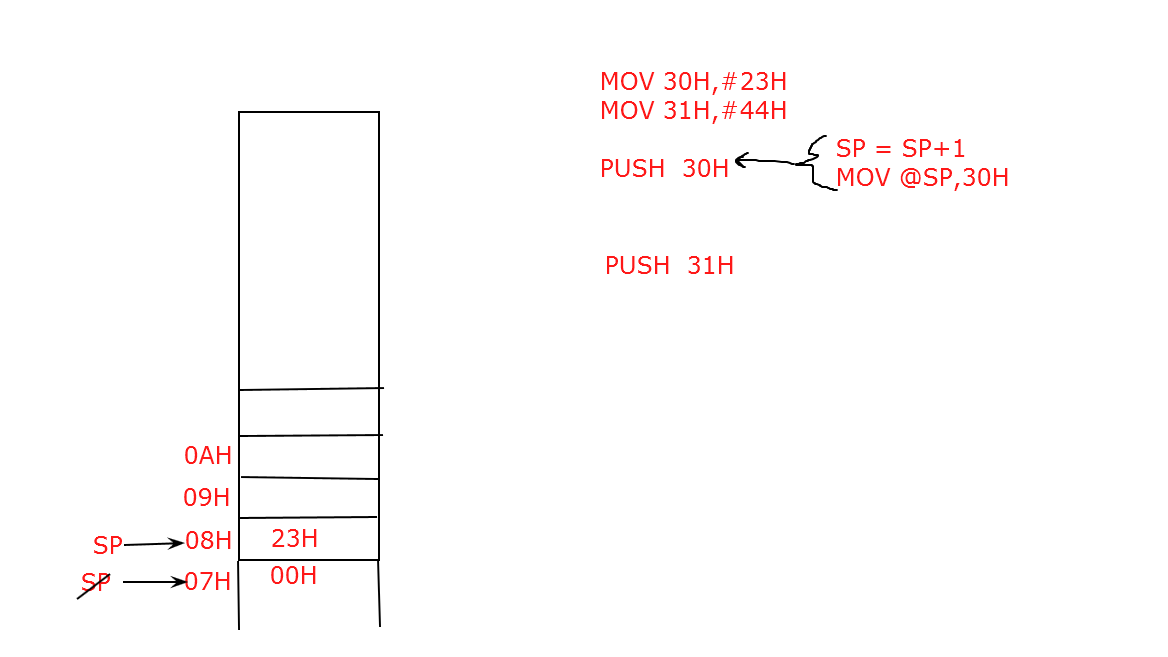 MOV 30H,#23H
MOV 31H,#44H
SP = SP+1
PUSH  30H
MOV @SP,30H
PUSH  31H
0AH
09H
SP 08H 23H
SP 07H 00H